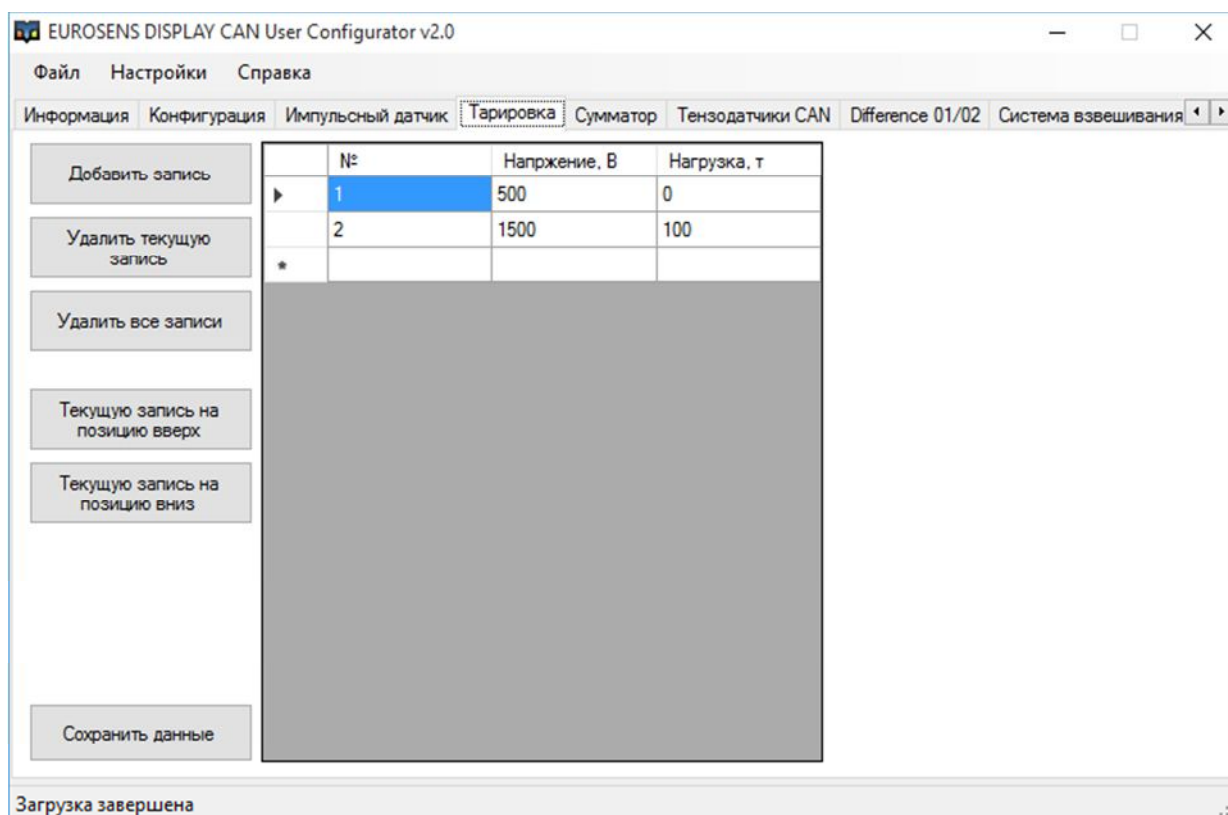 EUROSENS DISPLAY CAN User Configurator v2.0
Файл Настройки Справка
Информация Конфигурация Импульсный датчик Тарировка Сумматор Тензодатчики CAN Difference 01/02 Система взвешивания
Добавить запись
Удалить текущую
запись
Удалить все записи
Текущую запись на
позицию вверх
Текущую запись на
позицию вниз
Сохранить данные
№ Напржение, В Нагрузка, т
1 500 0
2 1500 100
*
Загрузка завершена